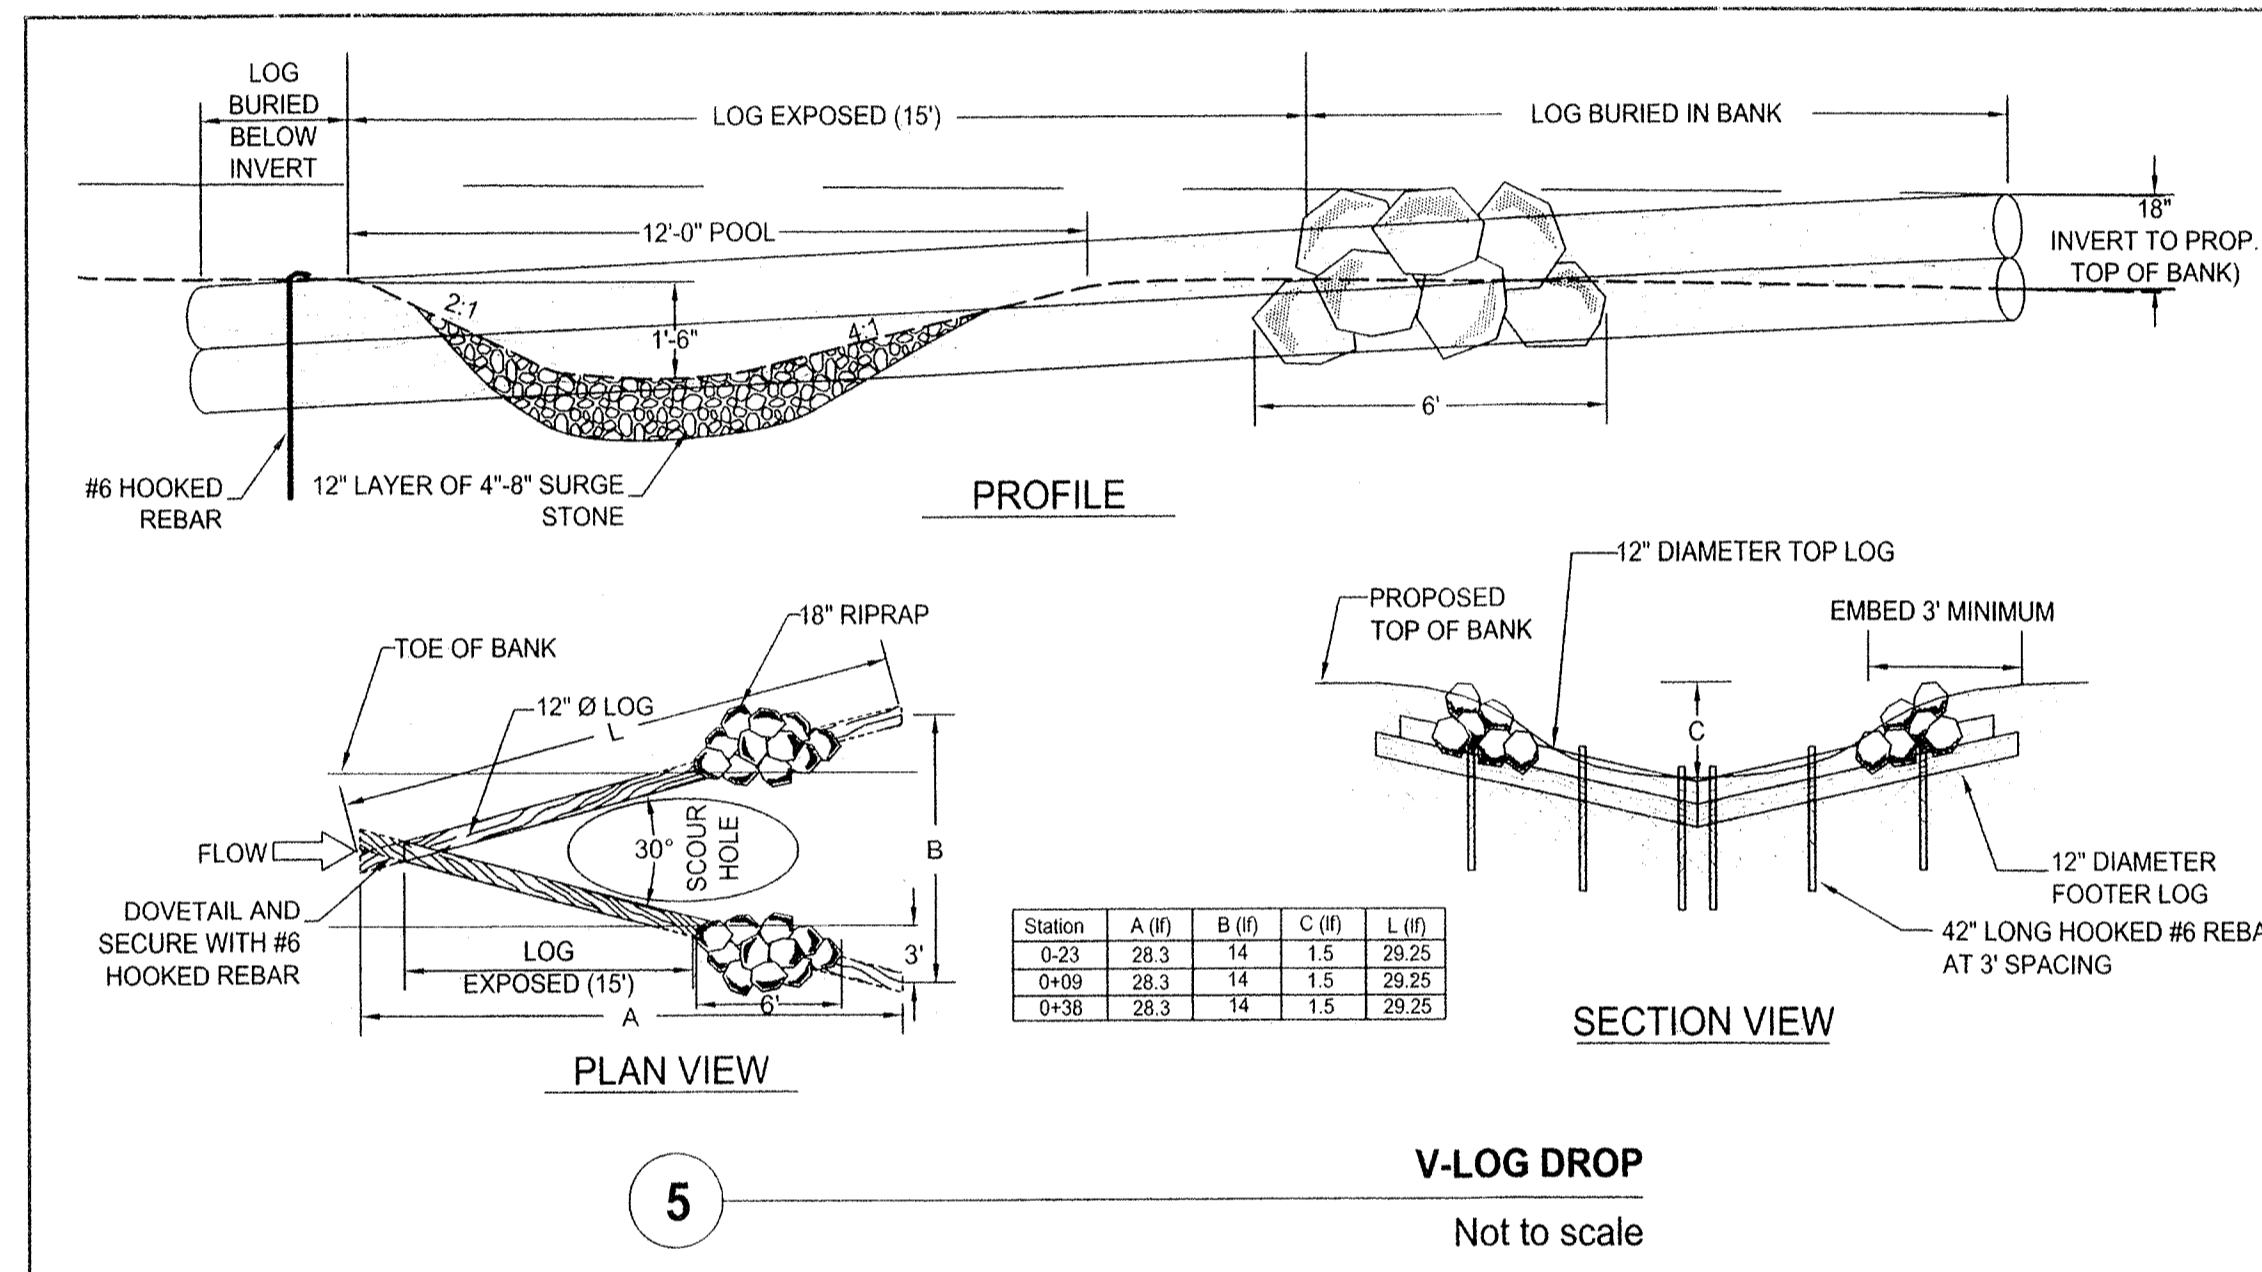 LOG
BURIED
BELOW
INVERT
LOG EXPOSED (15')
LOG BURIED IN BANK
12'-0" POOL
18"
INVERT TO PROP.
TOP OF BANK)
2:1
1'-6"
4:1
6'
#6 HOOKED
REBAR
12" LAYER OF 4"-8" SURGE
STONE
PROFILE
TOE OF BANK
18" RIPRAP
12" Ø LOG
L
FLOW
30°
SCOUR
HOLE
B
DOVETAIL AND
SECURE WITH #6
HOOKED REBAR
LOG
EXPOSED (15')
3'
6'
A
PLAN VIEW
12" DIAMETER TOP LOG
PROPOSED
TOP OF BANK
EMBED 3' MINIMUM
C
12" DIAMETER
FOOTER LOG
42" LONG HOOKED #6 REBA
AT 3' SPACING
SECTION VIEW
Station A (lf) B (lf) C (lf) L (lf)
0-23 28.3 14 1.5 29.25
0+09 28.3 14 1.5 29.25
0+38 28.3 14 1.5 29.25
5
V-LOG DROP
Not to scale